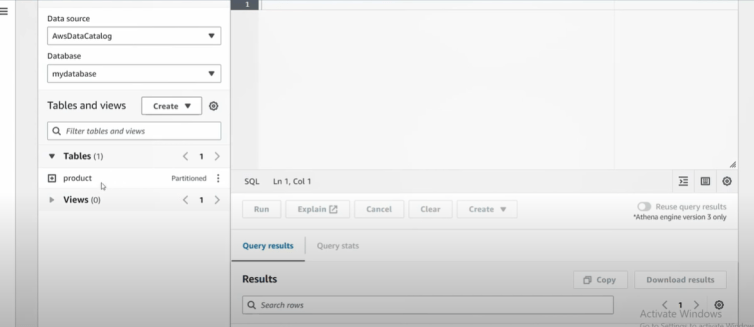 Data source
AwsDataCatalog
Database
mydatabase
Tables and views
Create
Filter tables and views
Tables (1)
1
product
Partitioned
Views (0)
1
1
SQL
Ln 1, Col 1
Run
Explain
Cancel
Clear
Create
Reuse query results
*Athena engine version 3 only
Query results
Query stats
Results
Copy
Download results
Search rows
1
Activate Windows
Go to Settings to activate Windows